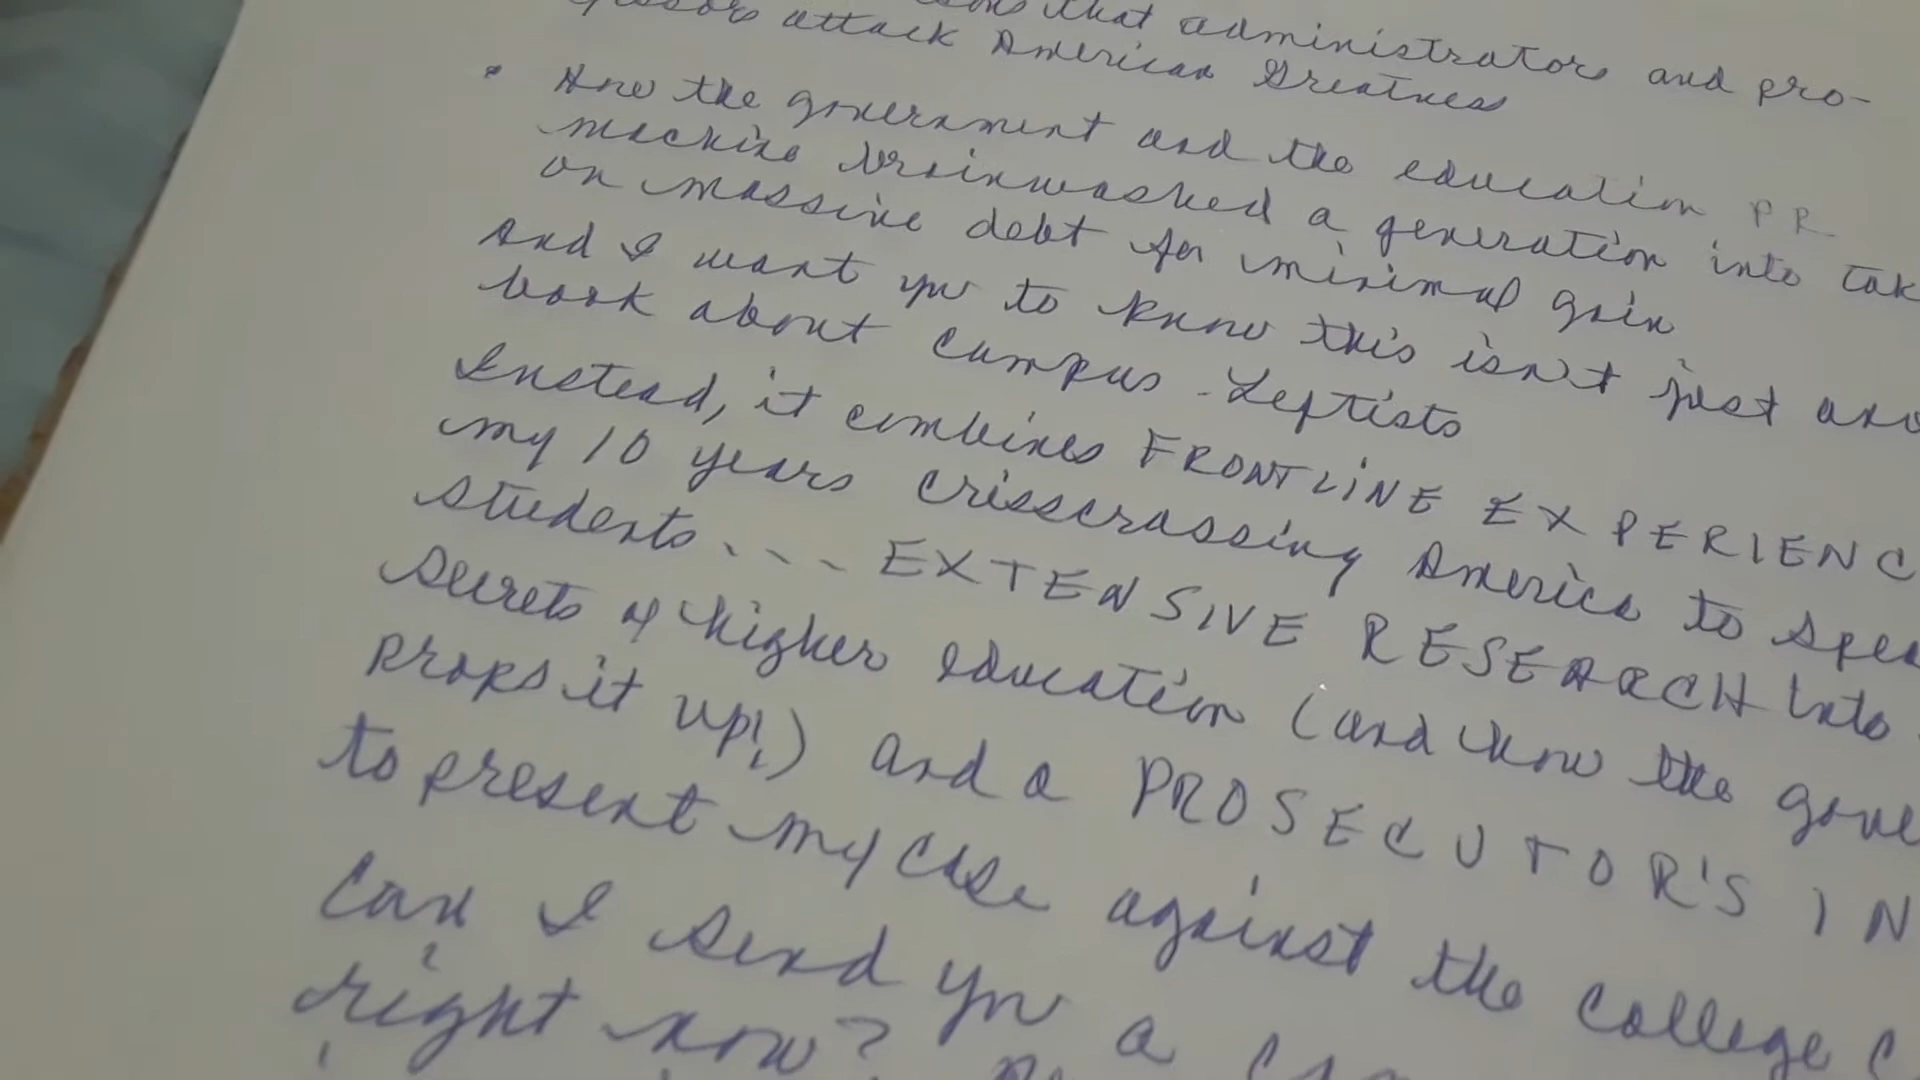 that administrators and pro-
attack American Greatness
• How the government and the education PR
machine brainwashed a generation into tak
on massive debt for minimal gain
And I want you to know this isn't just ano
book about campus Leftists
Instead, it combines FRONTLINE EXPERIENC
my 10 years crisscrossing America to spea
students... EXTENSIVE RESEARCH into
secrets of higher education (and how the gove
props it up!) and a PROSECUTOR'S IN
to present my case against the college c
Can I send you a
right now?